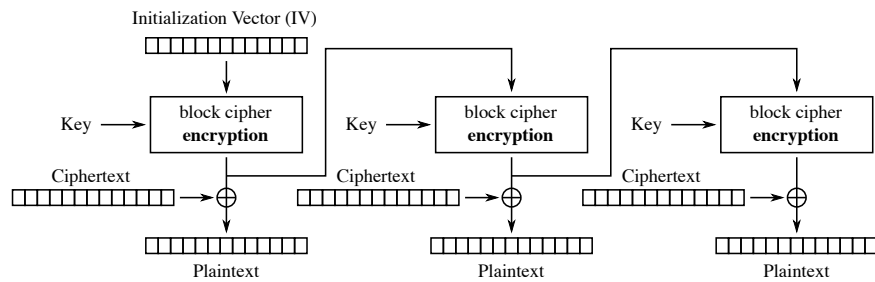 Initialization Vector (IV)
Key
block cipher
encryption
Key
block cipher
encryption
Key
block cipher
encryption
Ciphertext
Ciphertext
Ciphertext
Plaintext
Plaintext
Plaintext